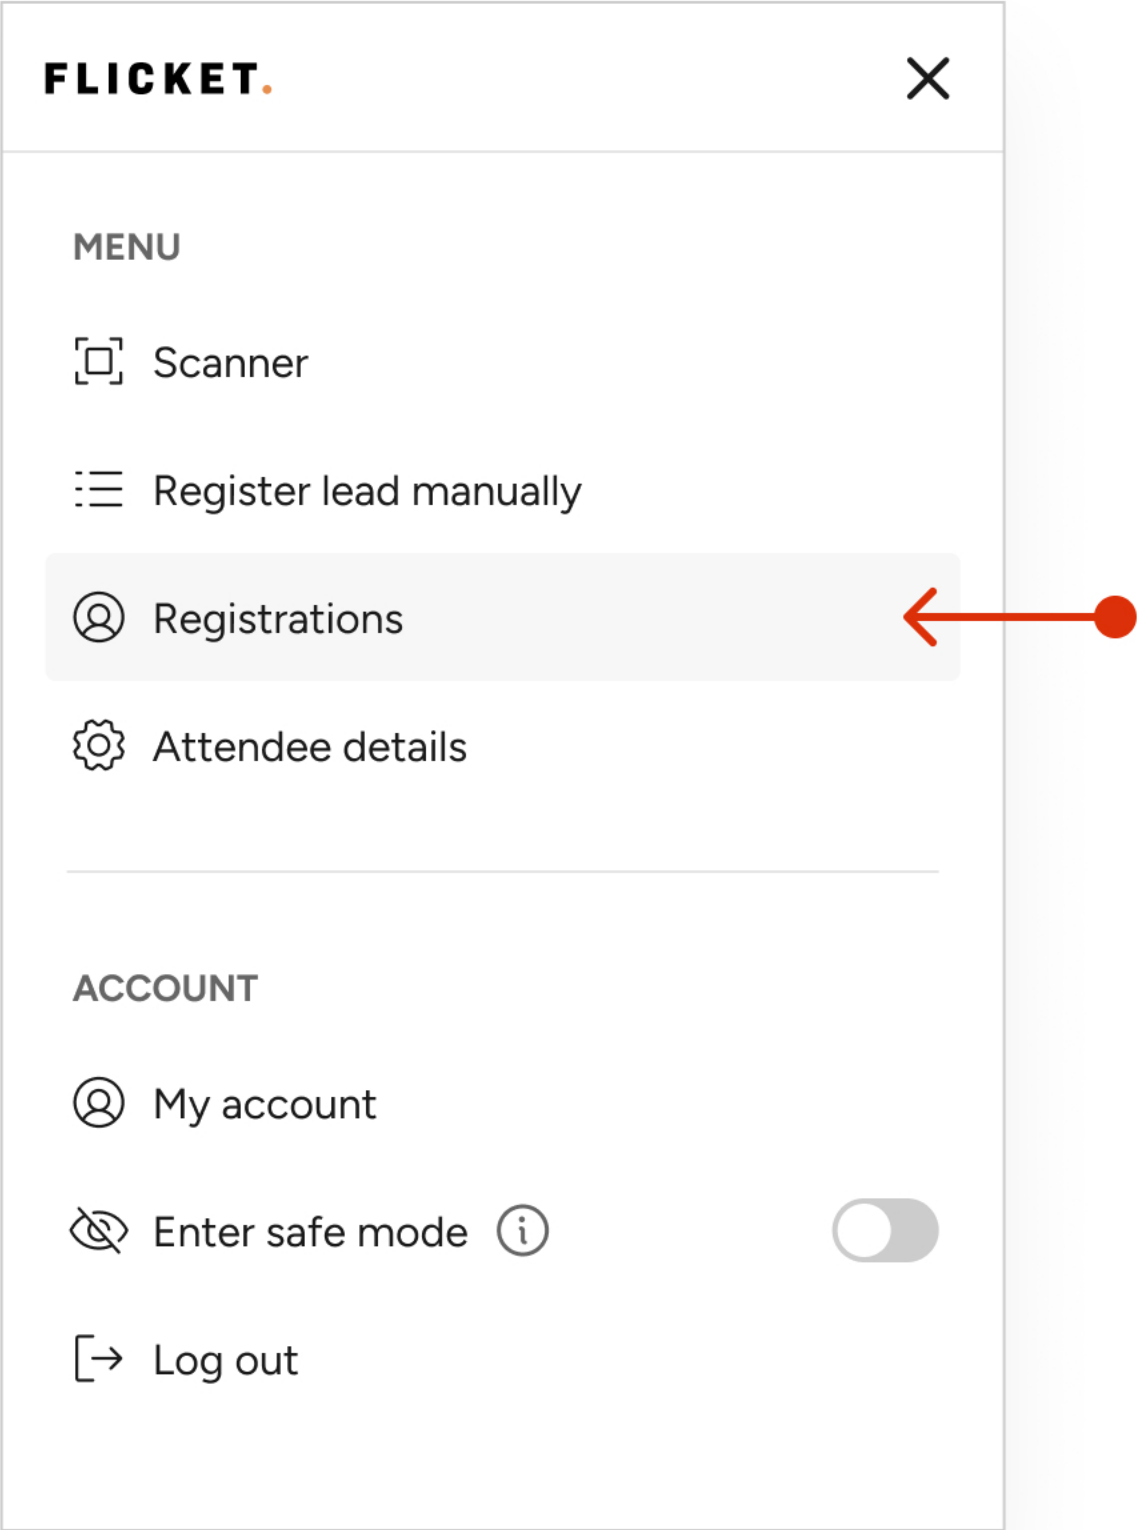 FLICKET.
MENU
Scanner
Register lead manually
Registrations
Attendee details
ACCOUNT
My account
Enter safe mode
Log out